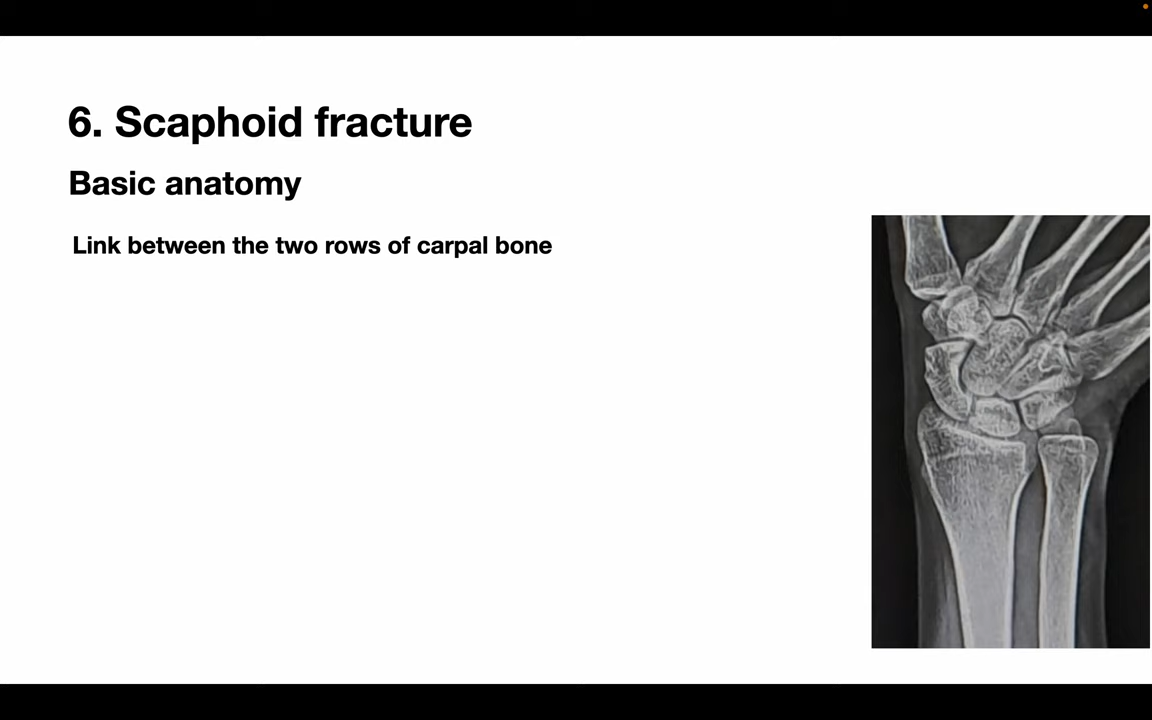 6. Scaphoid fracture
Basic anatomy
Link between the two rows of carpal bone